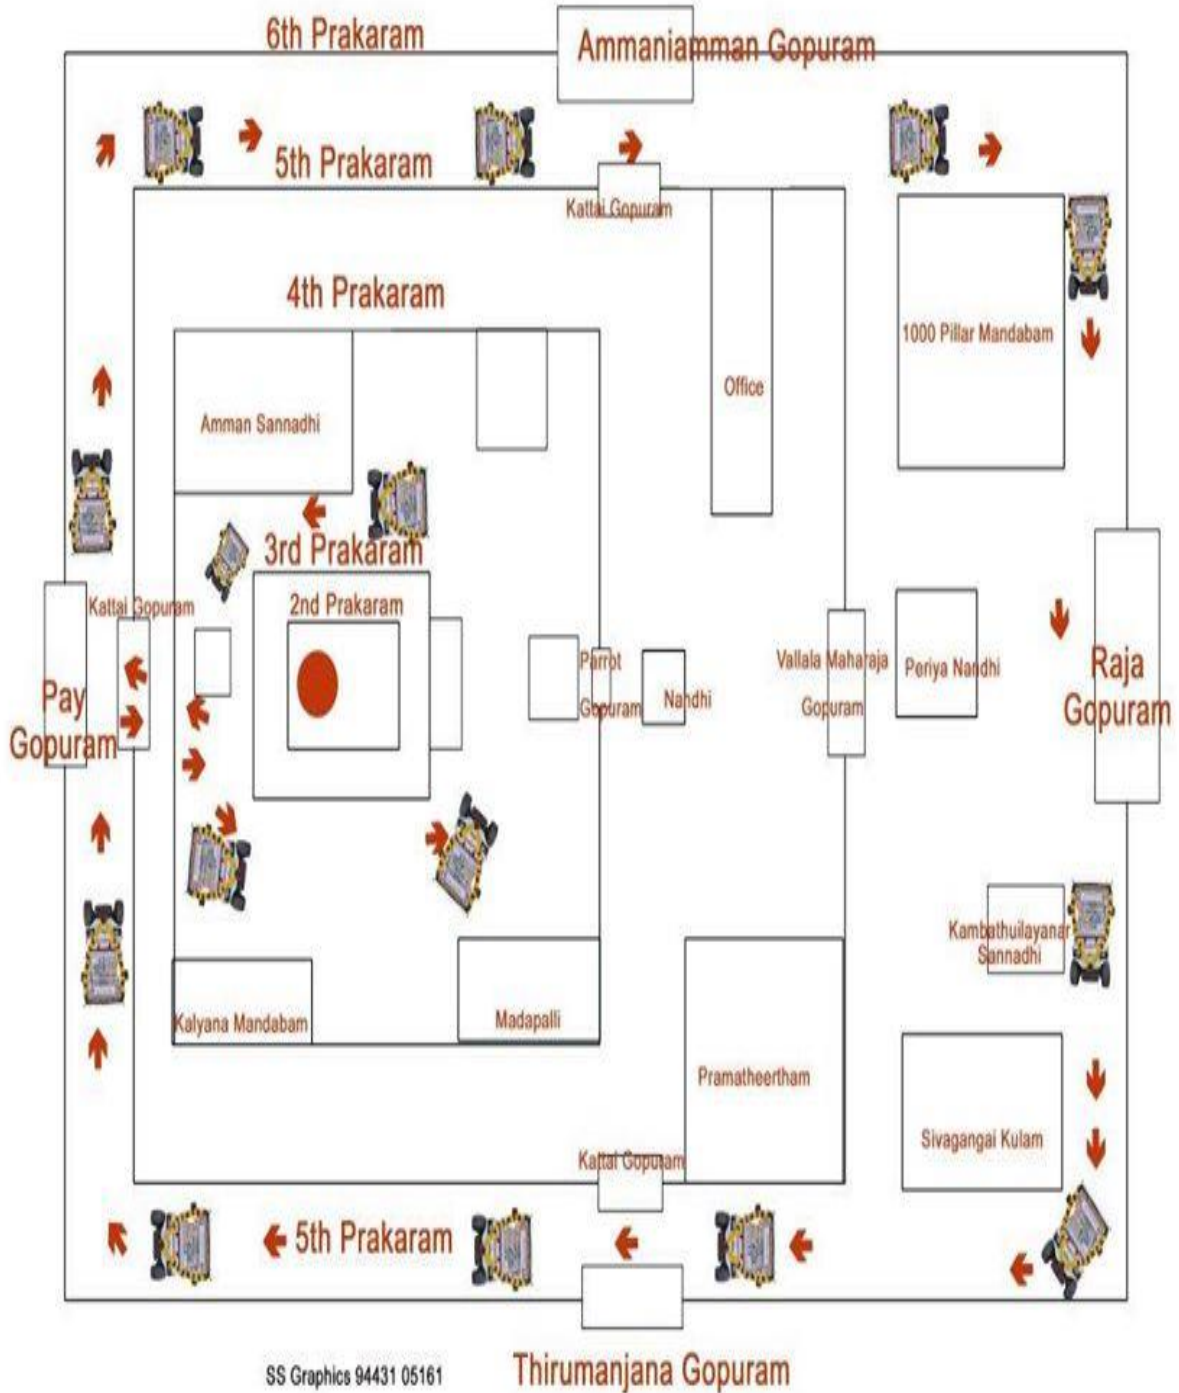 6th Prakaram
Ammaniamman Gopuram
5th Prakaram
Kattai Gopuram
4th Prakaram
1000 Pillar Mandabam
Office
Amman Sannadhi
3rd Prakaram
2nd Prakaram
Kattai Gopuram
Pay
Gopuram
Parrot
Gopuram
Nandhi
Vallala Maharaja
Gopuram
Periya Nandhi
Raja
Gopuram
Kambathuilayanar
Sannadhi
Kalyana Mandabam
Madapalli
Pramatheertham
Sivagangai Kulam
Kattai Gopuram
5th Prakaram
SS Graphics 94431 05161
Thirumanjana Gopuram